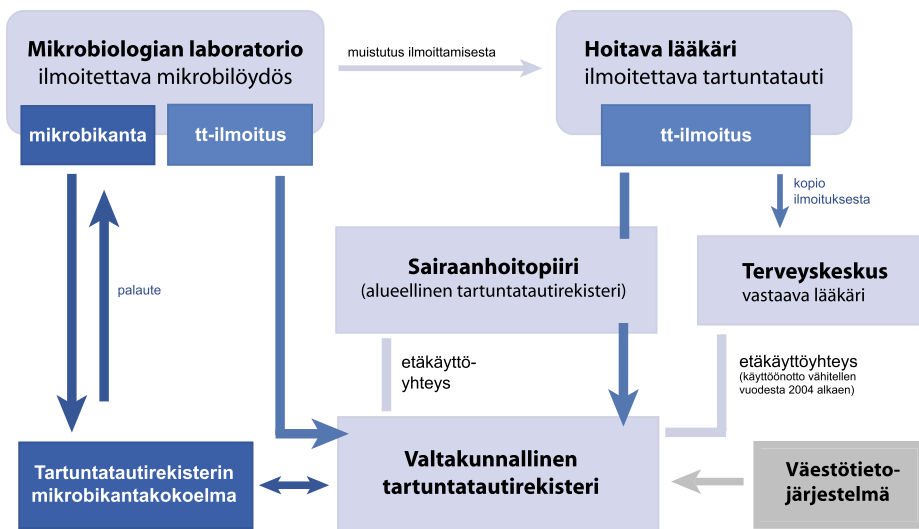 Mikrobiologian laboratorio
ilmoitettava mikrobilöydös
mikrobikanta
tt-ilmoitus
muistutus ilmoittamisesta
Hoitava lääkäri
ilmoitettava tartuntatauti
tt-ilmoitus
kopio
ilmoituksesta
palaute
Sairaanhoitopiiri
(alueellinen tartuntatautirekisteri)
Terveyskeskus
vastaava lääkäri
etäkäyttö-
yhteys
etäkäyttöyhteys
(käyttöönotto vähitellen
vuodesta 2004 alkaen)
Tartuntatautirekisterin
mikrobikantakokoelma
Valtakunnallinen
tartuntatautirekisteri
Väestötieto-
järjestelmä